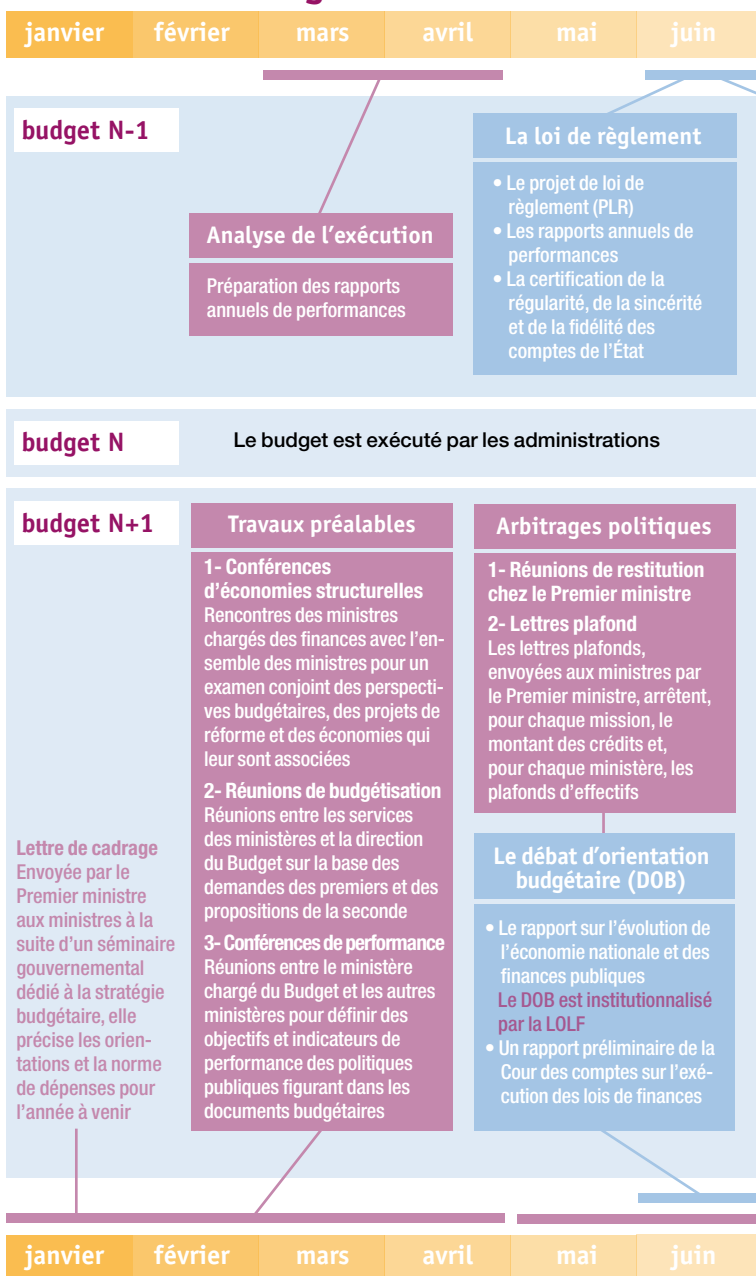 janvier février mars avril mai juin
budget N-1
Analyse de l'exécution
Préparation des rapports
annuels de performances
La loi de règlement
• Le projet de loi de
règlement (PLR)
• Les rapports annuels de
performances
• La certification de la
régularité, de la sincérité
et de la fidélité des
comptes de l'État
budget N
Le budget est exécuté par les administrations
budget N+1
Lettre de cadrage
Envoyée par le
Premier ministre
aux ministres à la
suite d'un séminaire
gouvernemental
dédié à la stratégie
budgétaire, elle
précise les orien-
tations et la norme
de dépenses pour
l'année à venir
Travaux préalables
1- Conférences
d'économies structurelles
Rencontres des ministres
chargés des finances avec l'en-
semble des ministres pour un
examen conjoint des perspecti-
ves budgétaires, des projets de
réforme et des économies qui
leur sont associées
2- Réunions de budgétisation
Réunions entre les services
des ministères et la direction
du Budget sur la base des
demandes des premiers et des
propositions de la seconde
3- Conférences de performance
Réunions entre le ministère
chargé du Budget et les autres
ministères pour définir des
objectifs et indicateurs de
performance des politiques
publiques figurant dans les
documents budgétaires
Arbitrages politiques
1- Réunions de restitution
chez le Premier ministre
2- Lettres plafond
Les lettres plafonds,
envoyées aux ministres par
le Premier ministre, arrêtent,
pour chaque mission, le
montant des crédits et,
pour chaque ministère, les
plafonds d'effectifs
Le débat d'orientation
budgétaire (DOB)
• Le rapport sur l'évolution de
l'économie nationale et des
finances publiques
Le DOB est institutionnalisé
par la LOLF
• Un rapport préliminaire de la
Cour des comptes sur l'exé-
cution des lois de finances
janvier février mars avril mai juin